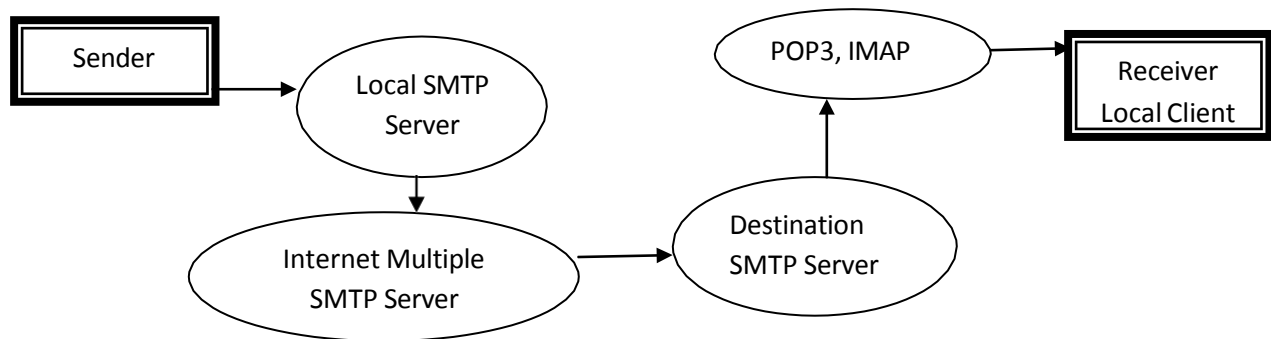 Sender
Local SMTP
Server
Internet Multiple
SMTP Server
Destination
SMTP Server
POP3, IMAP
Receiver
Local Client